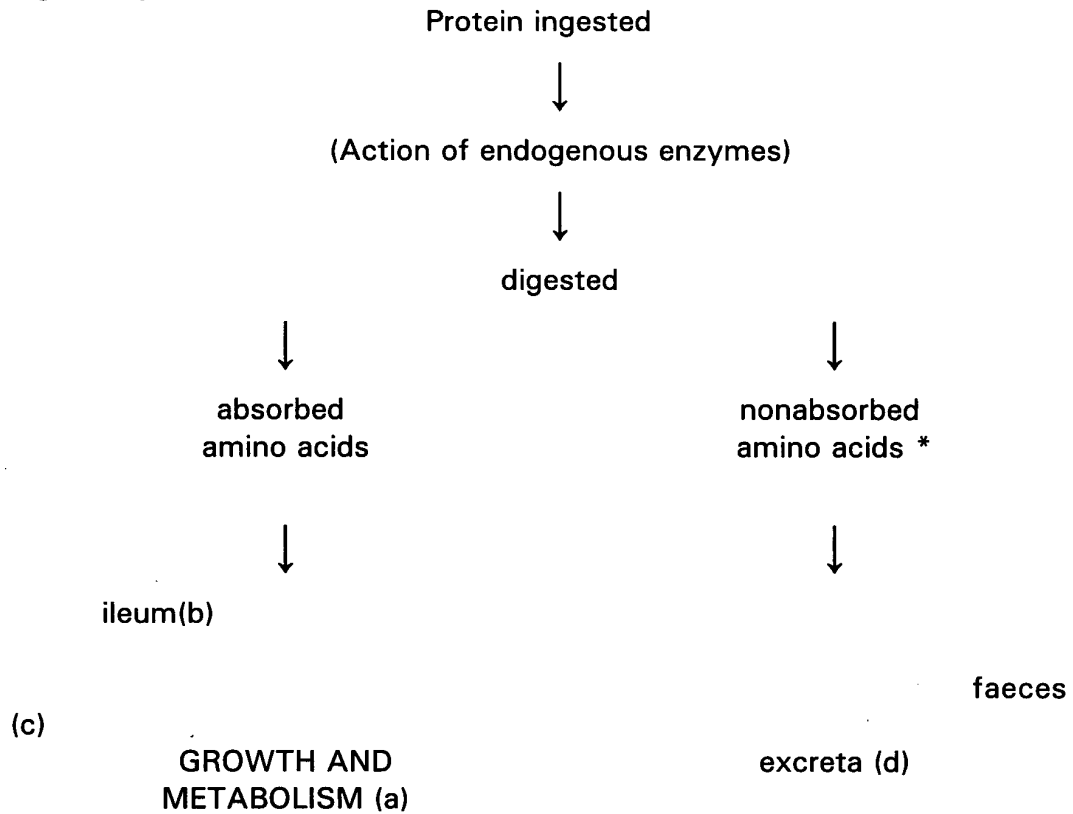 Protein ingested
(Action of endogenous enzymes)
digested
absorbed
amino acids
nonabsorbed
amino acids *
ileum(b)
faeces
(c)
GROWTH AND
METABOLISM (a)
excreta (d)